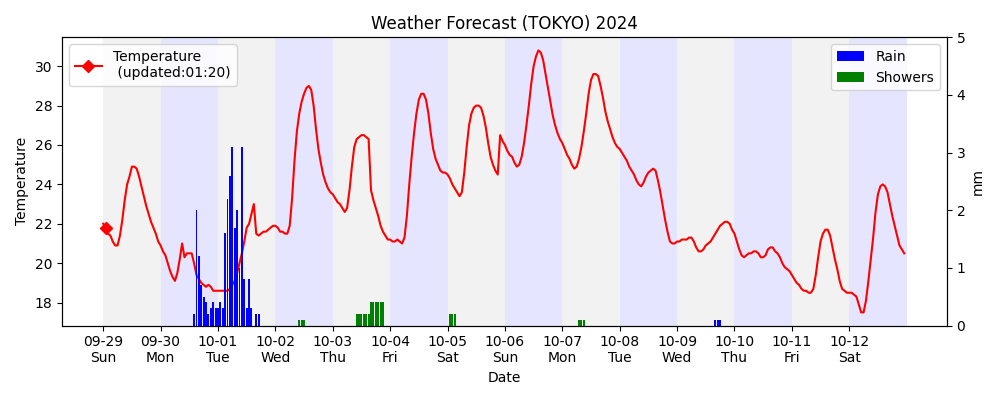 Weather Forecast (TOKYO) 2024
Temperature
(updated:01:20)
Rain
Showers
Temperature
30
28
26
24
22
20
18
5
4
3
2
1
0
mm
09-29 09-30 10-01 10-02 10-03 10-04 10-05 10-06 10-07 10-08 10-09 10-10 10-11 10-12
Sun Mon Tue Wed Thu Fri Sat Sun Mon Tue Wed Thu Fri Sat
Date